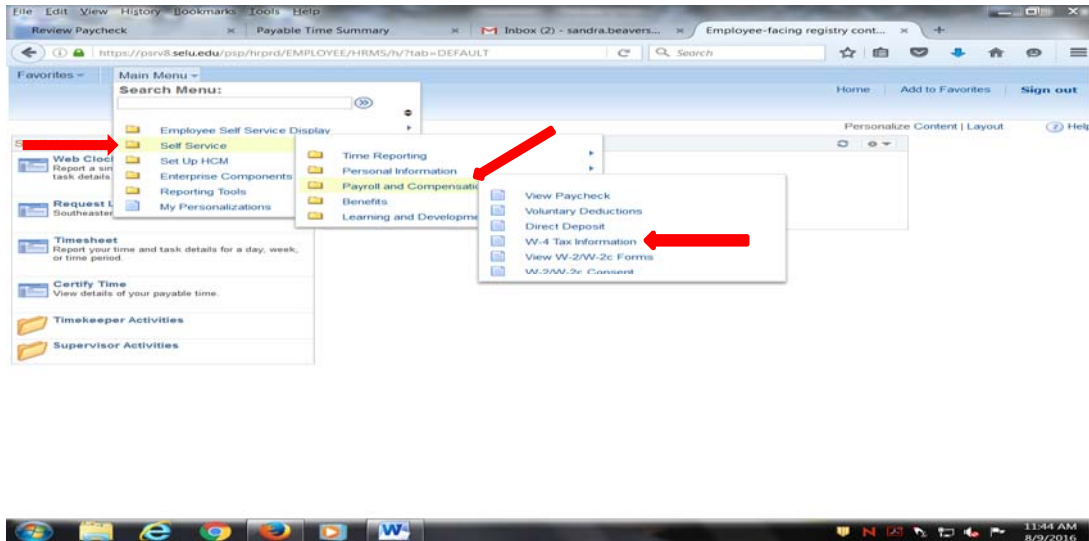 File Edit View History Bookmarks Tools Help
Review Paycheck × Payable Time Summary × Inbox (2) - sandra.beavers... × Employee-facing registry cont... × +
https://psrv8.selu.edu/psp/hrprd/EMPLOYEE/HRMS/h/?tab=DEFAULT Search
Favorites Main Menu
Search Menu:
Home Add to Favorites Sign out
Personalize Content | Layout Help
Employee Self Service Display
Self Service
Set Up HCM
Enterprise Components
Reporting Tools
My Personalizations
Time Reporting
Personal Information
Payroll and Compensatio
Benefits
Learning and Developme
View Paycheck
Voluntary Deductions
Direct Deposit
W-4 Tax Information
View W-2/W-2c Forms
W-2/W-2c Consent
Web Cloc
Report a sin
task details
Request L
Southeaster
Timesheet
Report your time and task details for a day, week,
or time period.
Certify Time
View details of your payable time.
Timekeeper Activities
Supervisor Activities
11:44 AM
8/9/2016